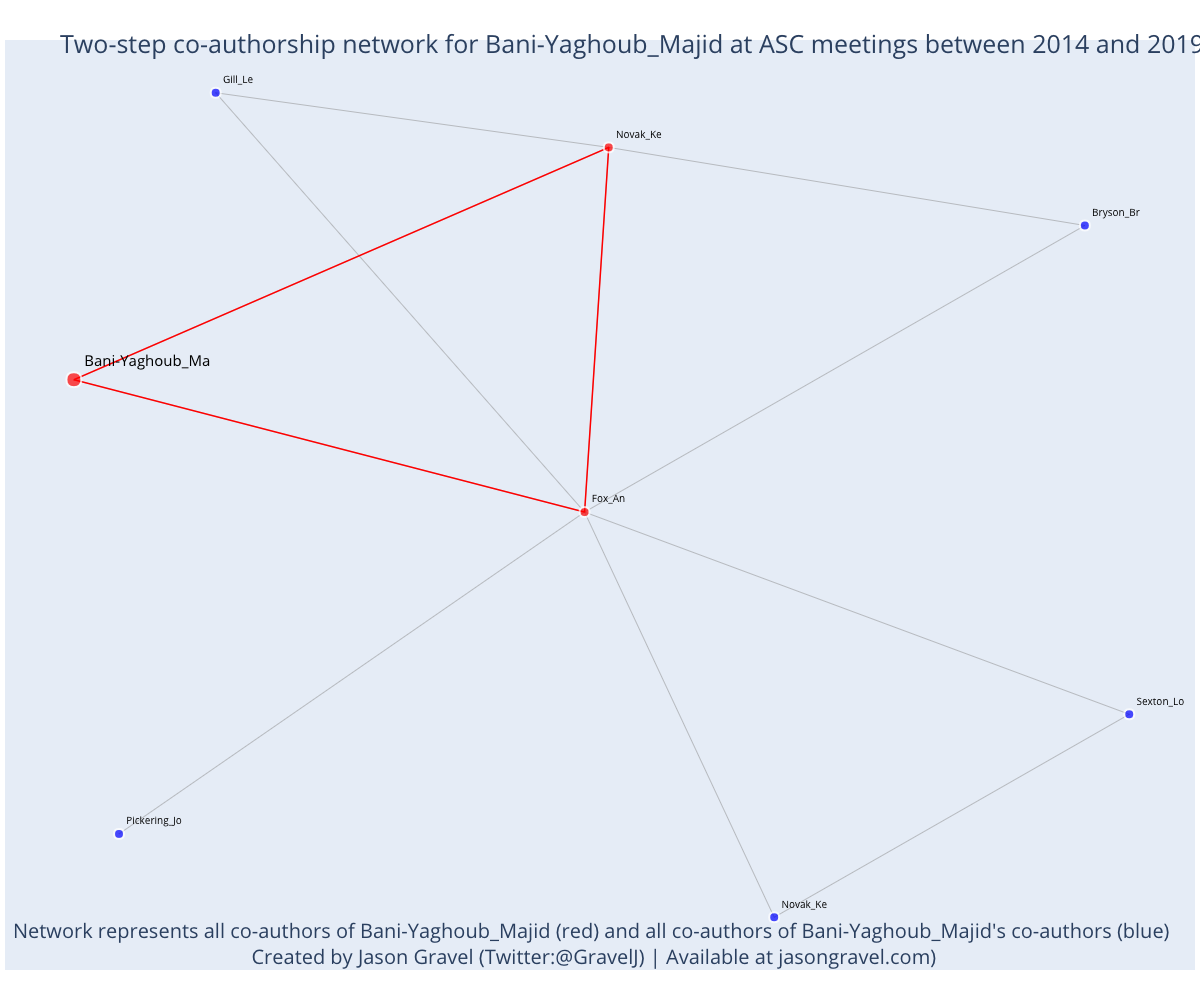 Two-step co-authorship network for Bani-Yaghoub_Majid at ASC meetings between 2014 and 2019
Gill_Le
Novak_Ke
Bryson_Br
Bani-Yaghoub_Ma
Fox_An
Sexton_Lo
Pickering_Jo
Novak_Ke
Network represents all co-authors of Bani-Yaghoub_Majid (red) and all co-authors of Bani-Yaghoub_Majid's co-authors (blue)
Created by Jason Gravel (Twitter:@GravelJ) | Available at jasongravel.com)